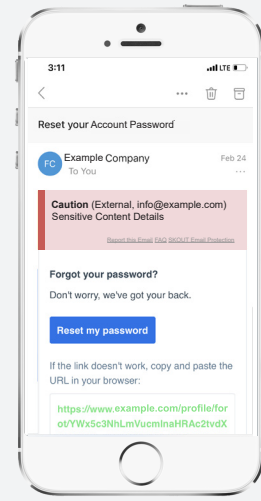 3:11
LTE
Reset your Account Password
FC
Example Company
Feb 24
To You
Caution (External, info@example.com)
Sensitive Content Details
Report this Email FAQ SKOUT Email Protection
Forgot your password?
Don't worry, we've got your back.
Reset my password
If the link doesn't work, copy and paste the
URL in your browser:
https://www.example.com/profile/for
ot/YWx5c3NhLmVucmlnaHRAc2tvdX